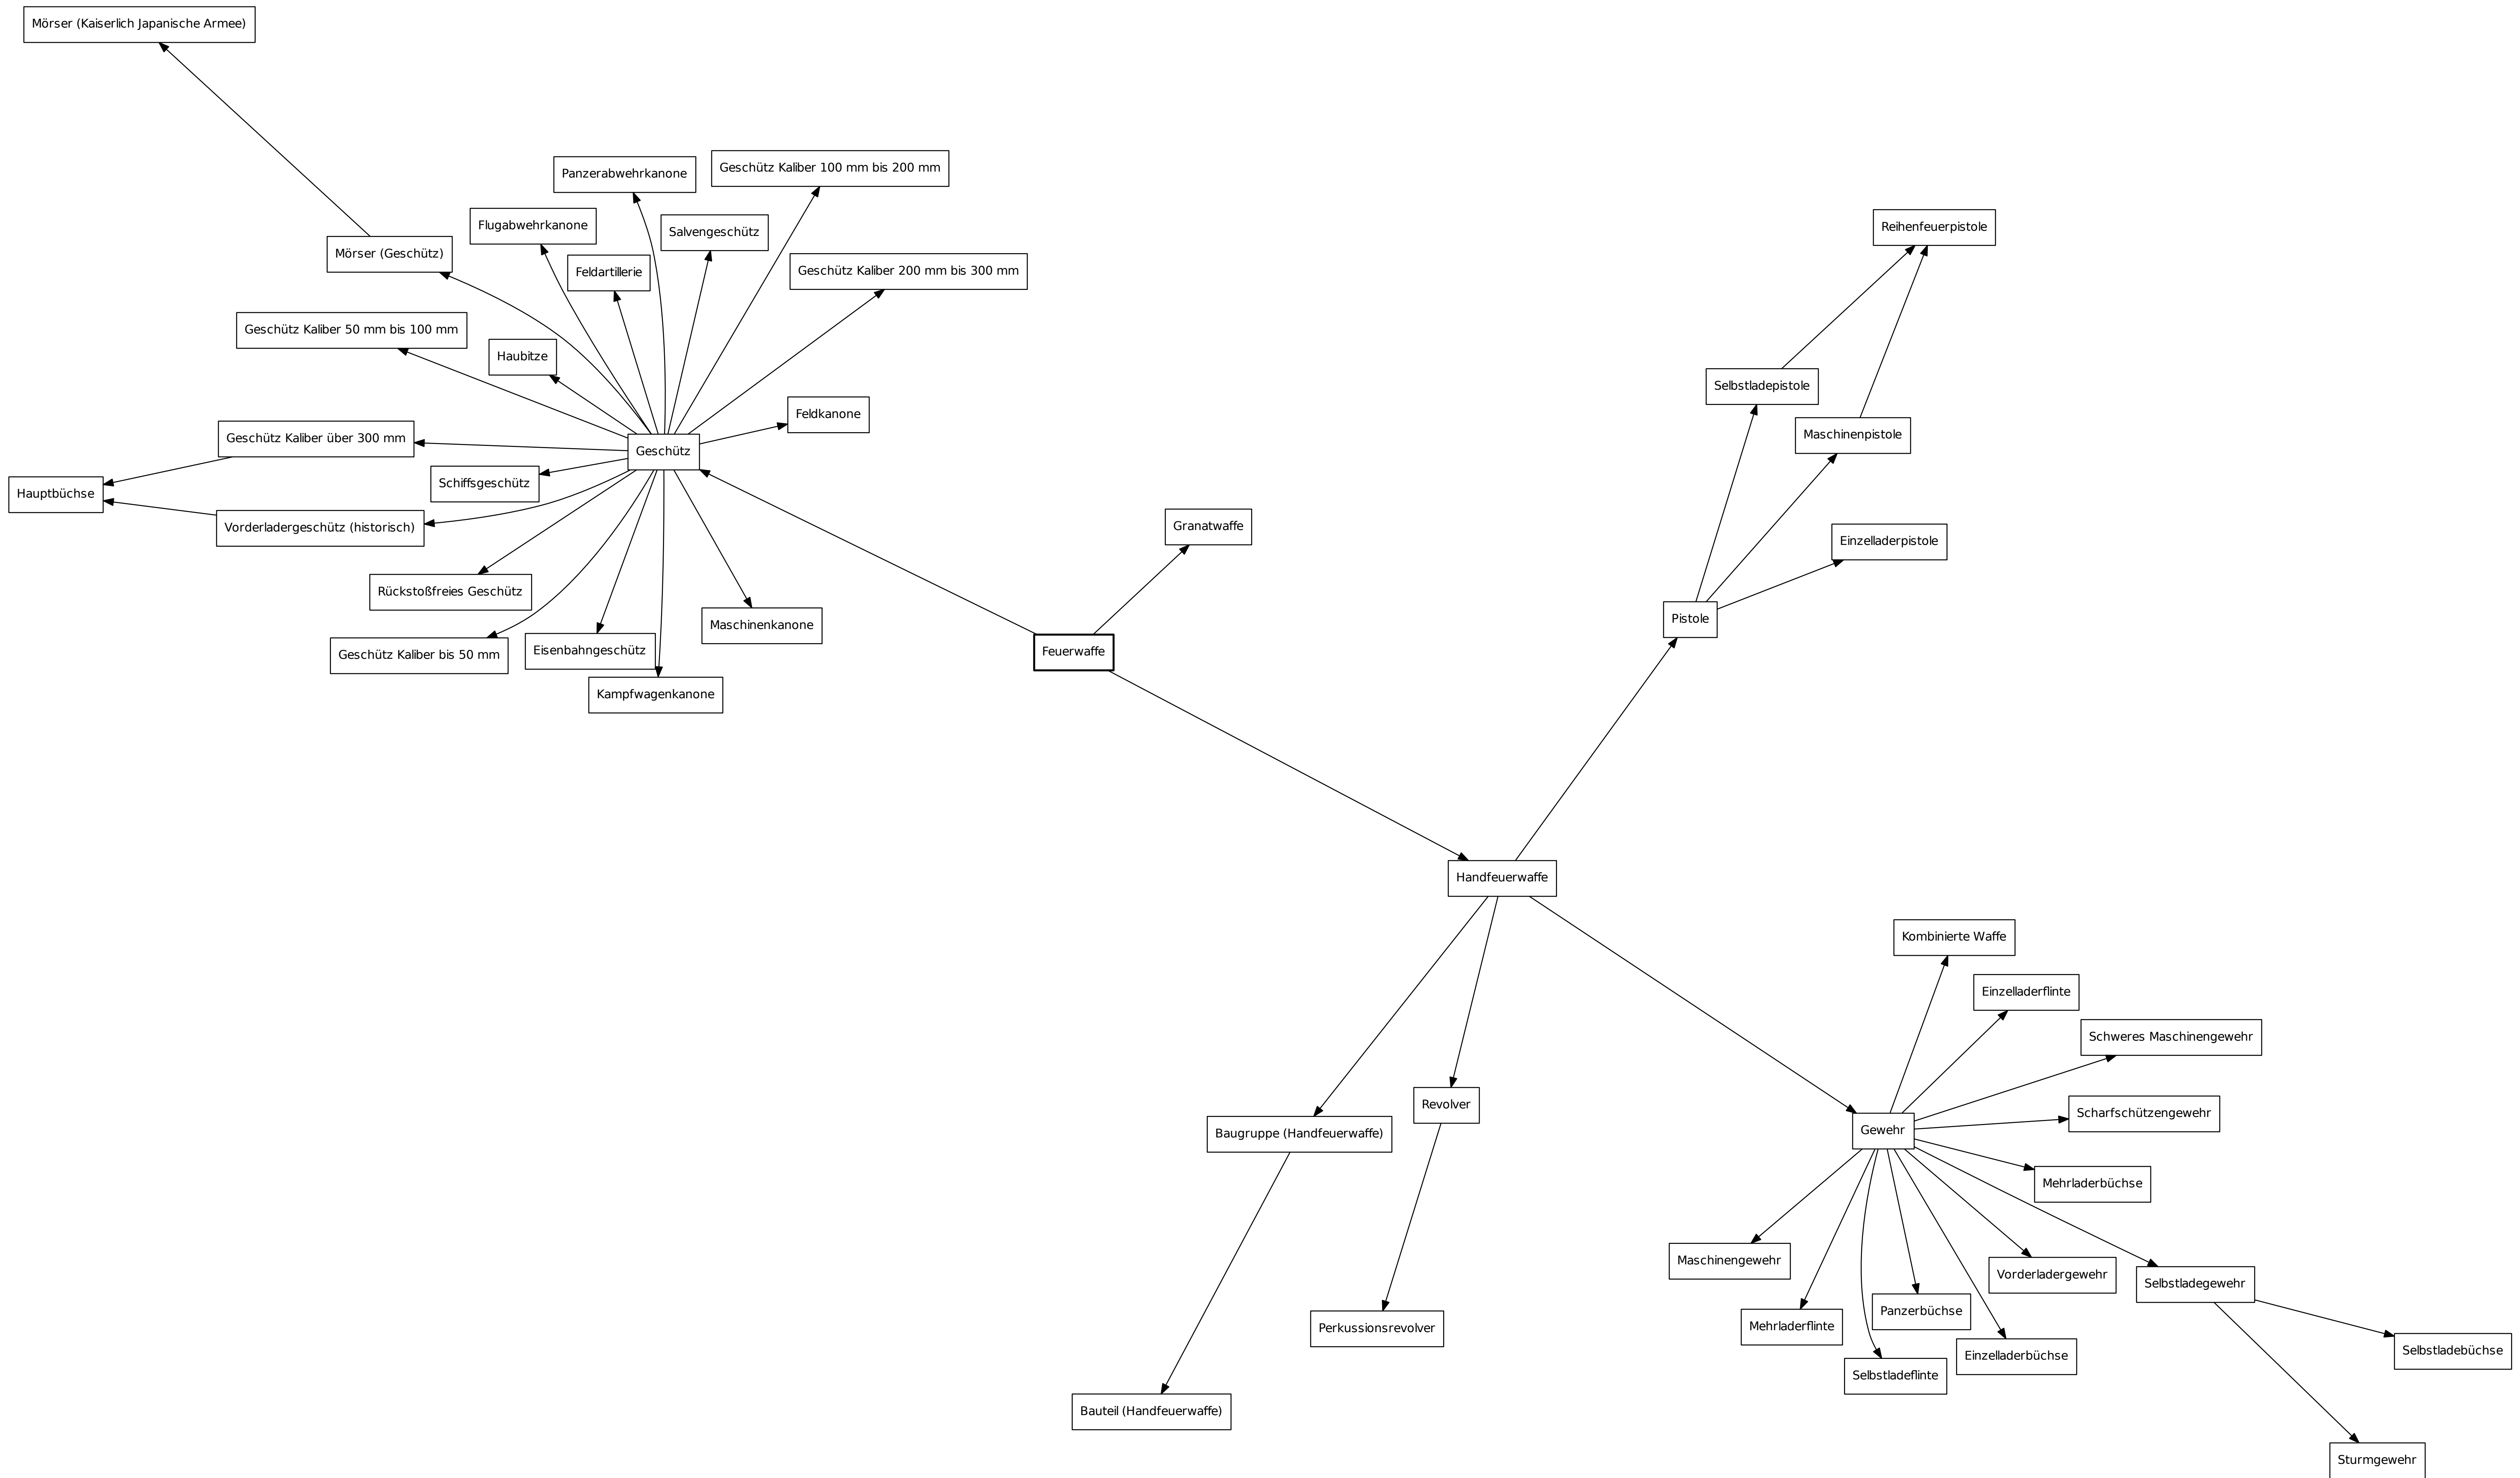 Mörser (Kaiserlich Japanische Armee)
Panzerabwehrkanone
Geschütz Kaliber 100 mm bis 200 mm
Flugabwehrkanone
Salvengeschütz
Reihenfeuerpistole
Mörser (Geschütz)
Feldartillerie
Geschütz Kaliber 200 mm bis 300 mm
Geschütz Kaliber 50 mm bis 100 mm
Haubitze
Selbstladepistole
Feldkanone
Geschütz Kaliber über 300 mm
Geschütz
Maschinenpistole
Schiffsgeschütz
Hauptbüchse
Vorderladergeschütz (historisch)
Granatwaffe
Einzelladerpistole
Rückstoßfreies Geschütz
Maschinenkanone
Pistole
Geschütz Kaliber bis 50 mm
Eisenbahngeschütz
Feuerwaffe
Kampfwagenkanone
Handfeuerwaffe
Kombinierte Waffe
Einzelladerflinte
Schweres Maschinengewehr
Revolver
Scharfschützengewehr
Baugruppe (Handfeuerwaffe)
Gewehr
Mehrladerbüchse
Maschinengewehr
Vorderladergewehr
Selbstladegewehr
Panzerbüchse
Perkussionsrevolver
Mehrladerflinte
Einzelladerbüchse
Selbstladebüchse
Selbstladeflinte
Bauteil (Handfeuerwaffe)
Sturmgewehr